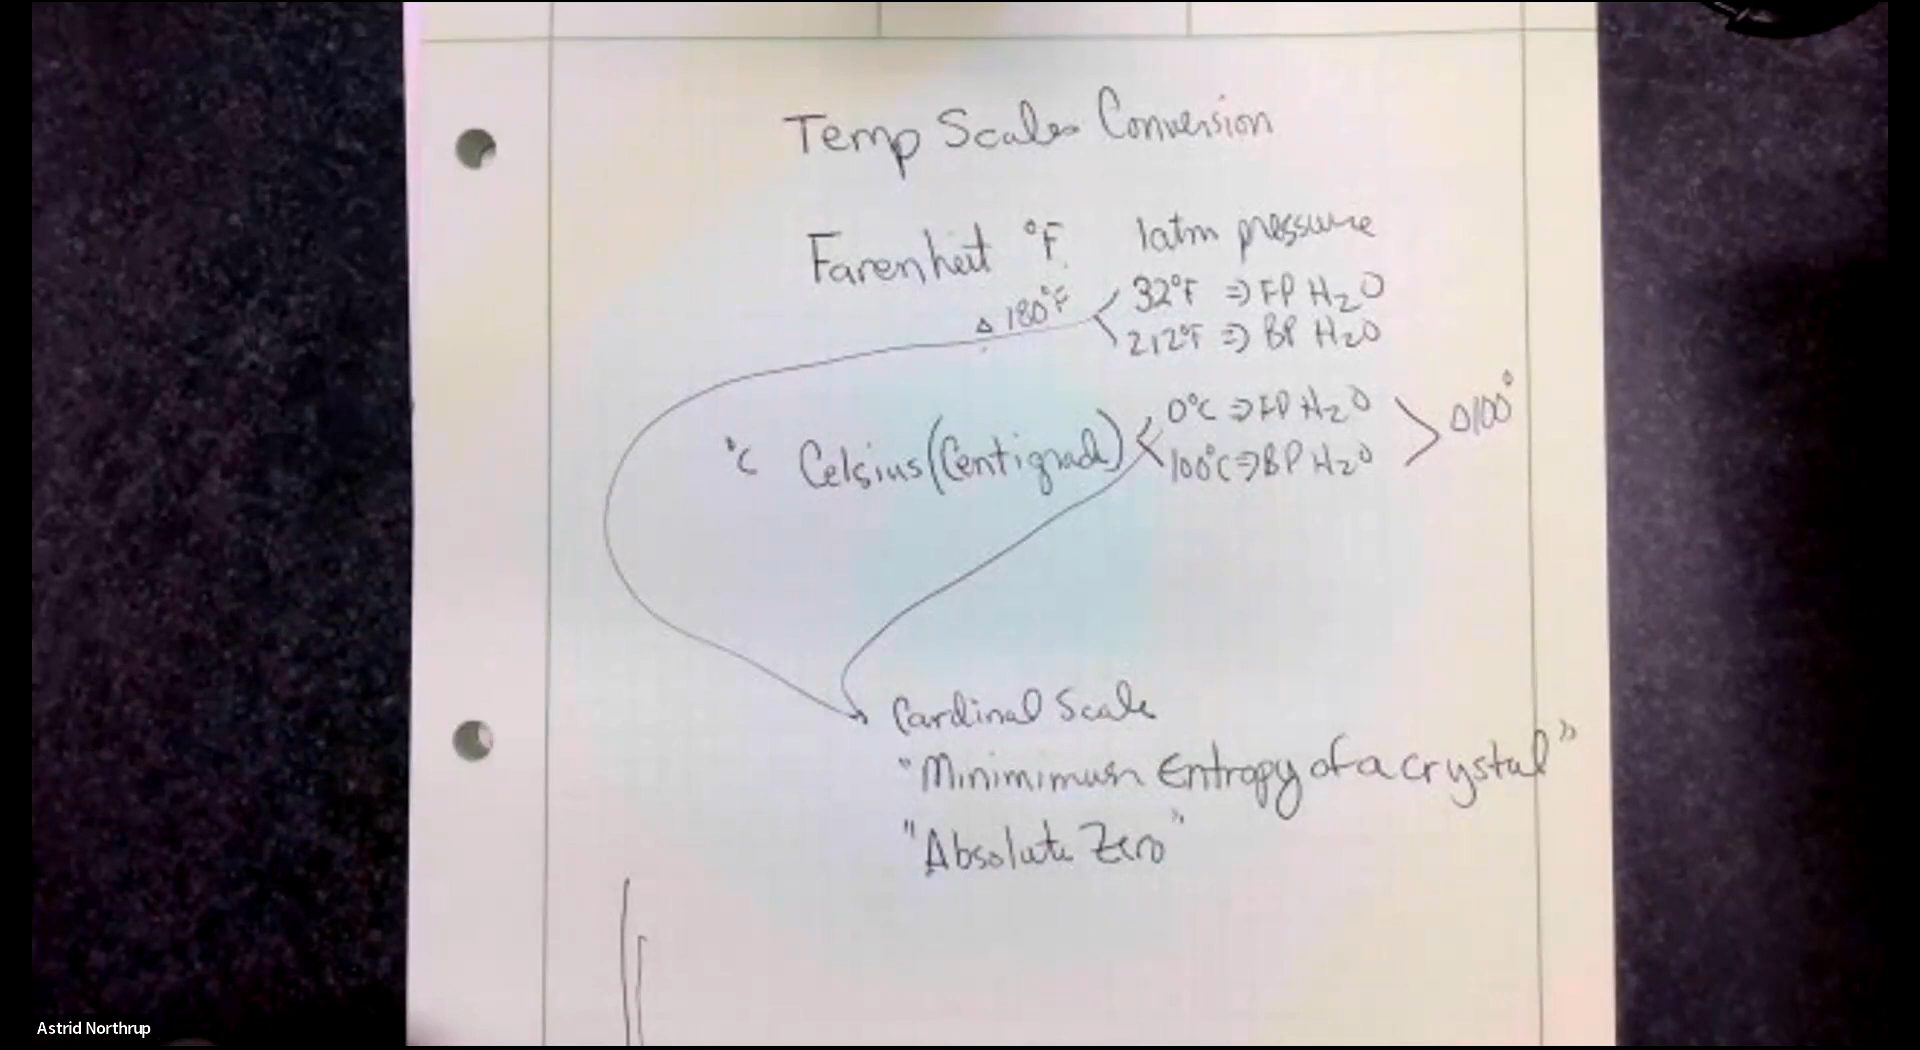 Temp Scales Conversion
Farenheit °F 1atm pressure
32°F => FP H2O
Δ 180°F
212°F => BP H2O
0°C => FP H2O
Δ100°
°C Celsius (Centigrade)
100°C => BP H2O
Cardinal Scale
"Minimimum Entropy of a crystal"
"Absolute Zero"
Astrid Northrup